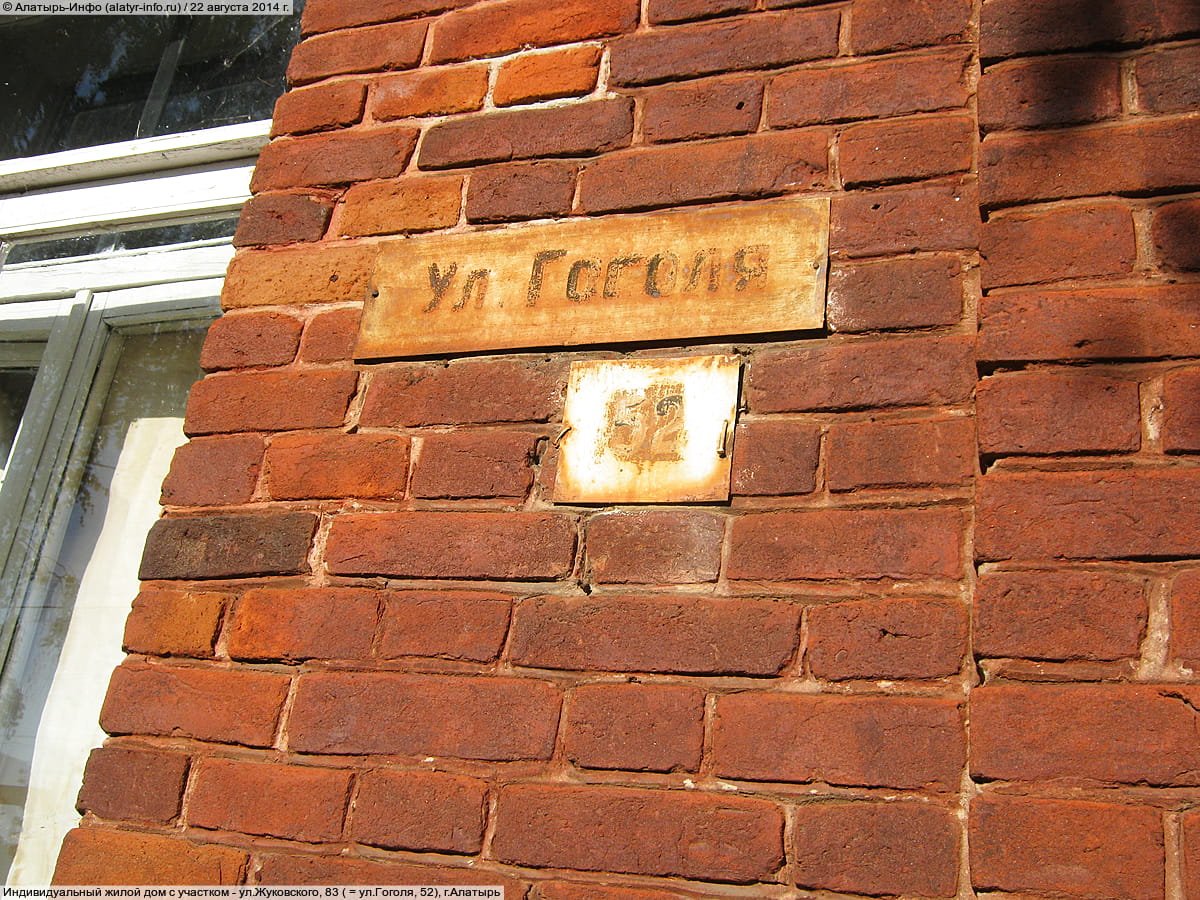 © Алатырь-Инфо (alatyr-info.ru) / 22 августа 2014 г.
Ул Гоголя
52
Индивидуальный жилой дом с участком - ул.Жуковского, 83 ( = ул.Гоголя, 52), г.Алатырь